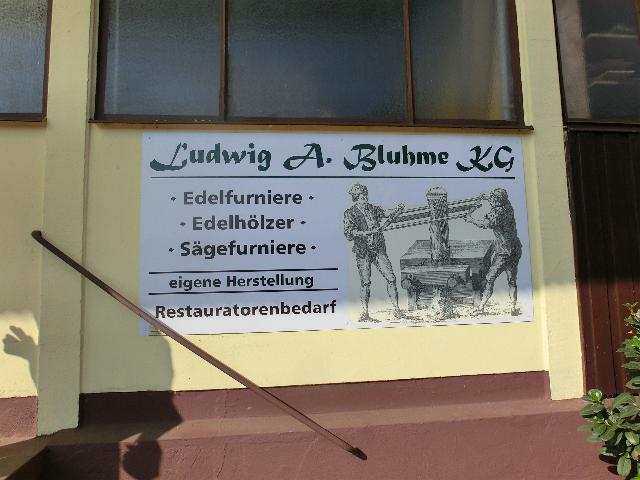 Ludwig A. Bluhme KG
· Edelfurniere ·
· Edelhölzer ·
· Sägefurniere ·
eigene Herstellung
Restauratorenbedarf